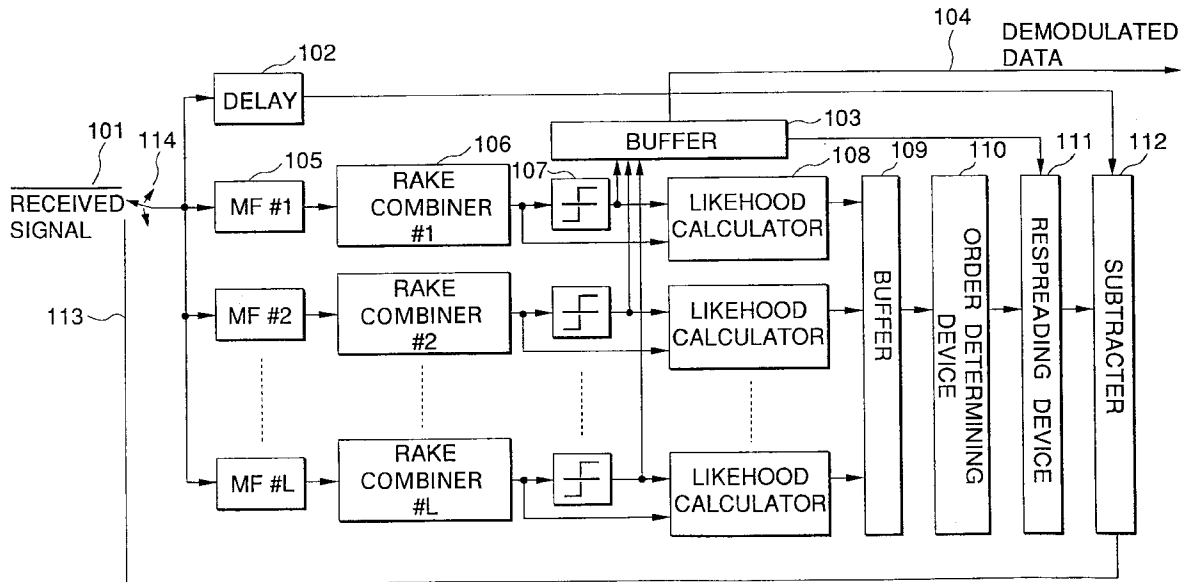 104
DEMODULATED
DATA
102
DELAY
101
114
103
BUFFER
105
106
107
108
109
110
111
112
RECEIVED
SIGNAL
MF #1
RAKE
COMBINER
#1
LIKEHOOD
CALCULATOR
113
MF #2
RAKE
COMBINER
#2
LIKEHOOD
CALCULATOR
MF #L
RAKE
COMBINER
#L
LIKEHOOD
CALCULATOR
BUFFER
ORDER DETERMINING
DEVICE
RESPREADING DEVICE
SUBTRACTER